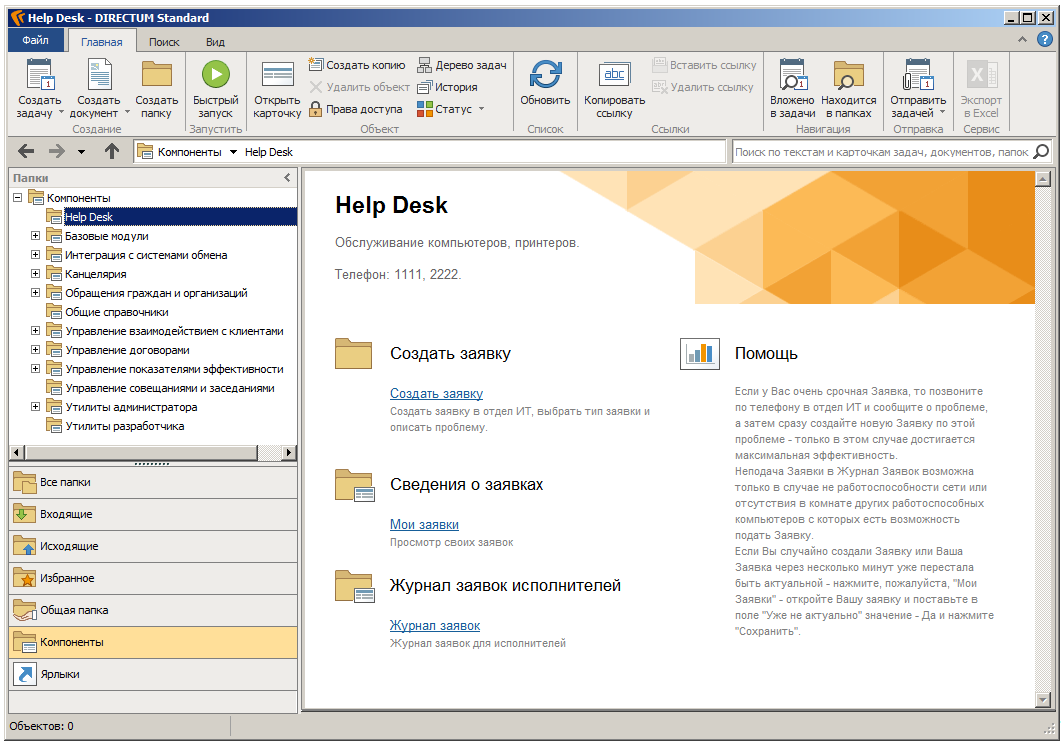 Help Desk - DIRECTUM Standard
Файл
Главная
Поиск
Вид
Создать задачу
Создать документ
Создать папку
Создание
Быстрый запуск
Запустить
Открыть карточку
Создать копию
Удалить объект
Права доступа
Дерево задач
История
Статус
Объект
Обновить
Список
Копировать ссылку
Вставить ссылку
Удалить ссылку
Ссылки
Вложено в задачи
Находится в папках
Навигация
Отправить задачей
Отправка
Экспорт в Excel
Сервис
Компоненты
Help Desk
Поиск по текстам и карточкам задач, документов, папок
Папки
Компоненты
Help Desk
Базовые модули
Интеграция с системами обмена
Канцелярия
Обращения граждан и организаций
Общие справочники
Управление взаимодействием с клиентами
Управление договорами
Управление показателями эффективности
Управление совещаниями и заседаниями
Утилиты администратора
Утилиты разработчика
Все папки
Входящие
Исходящие
Избранное
Общая папка
Компоненты
Ярлыки
Help Desk
Обслуживание компьютеров, принтеров.
Телефон: 1111, 2222.
Создать заявку
Создать заявку
Создать заявку в отдел ИТ, выбрать тип заявки и
описать проблему.
Сведения о заявках
Мои заявки
Просмотр своих заявок
Журнал заявок исполнителей
Журнал заявок
Журнал заявок для исполнителей
Помощь
Если у Вас очень срочная Заявка, то позвоните
по телефону в отдел ИТ и сообщите о проблеме,
а затем сразу создайте новую Заявку по этой
проблеме - только в этом случае достигается
максимальная эффективность.
Неподача Заявки в Журнал Заявок возможна
только в случае не работоспособности сети или
отсутствия в комнате других работоспособных
компьютеров с которых есть возможность
подать Заявку.
Если Вы случайно создали Заявку или Ваша
Заявка через несколько минут уже перестала
быть актуальной - нажмите, пожалуйста, "Мои
Заявки" - откройте Вашу заявку и поставьте в
поле "Уже не актуально" значение - Да и нажмите
"Сохранить".
Объектов: 0